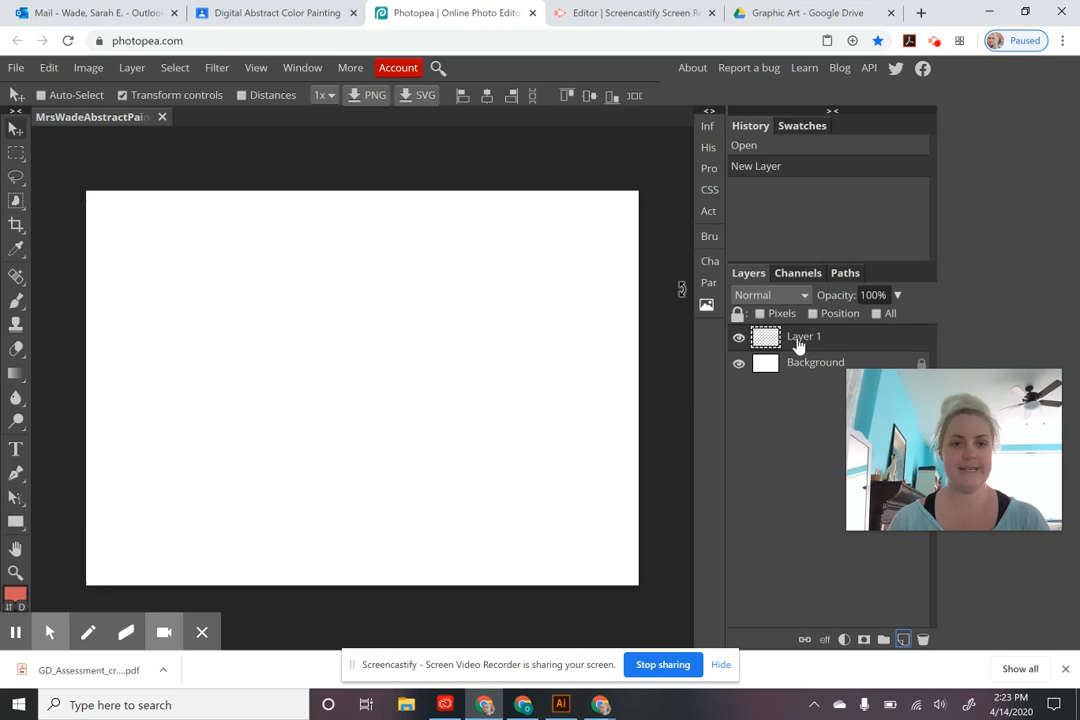 Mail - Wade, Sarah E. - Outlook
Digital Abstract Color Painting
Photopea | Online Photo Edito
Editor | Screencastify Screen R
Graphic Art - Google Drive
photopea.com
Paused
File Edit Image Layer Select Filter View Window More Account
About Report a bug Learn Blog API
Auto-Select Transform controls Distances 1x PNG SVG
MrsWadeAbstractPain
> < < > > <
Inf
His
Pro
CSS
Act
Bru
Cha
Par
History Swatches
Open
New Layer
Layers Channels Paths
Normal Opacity: 100%
: Pixels Position All
Layer 1
Background
T
D
eff
GD_Assessment_cr....pdf
Screencastify - Screen Video Recorder is sharing your screen. Stop sharing Hide
Show all
Type here to search
Ai
2:23 PM
4/14/2020